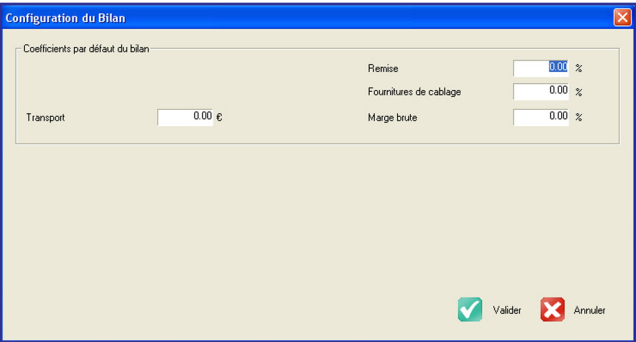 Configuration du Bilan
Coefficients par défaut du bilan
Remise 0.00 %
Fournitures de cablage 0.00 %
Transport 0.00 € Marge brute 0.00 %
Valider Annuler